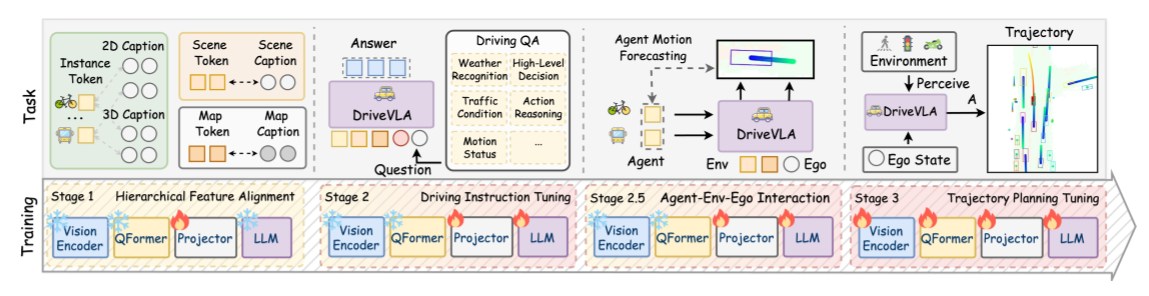 Task
Instance
Token
...
2D Caption
3D Caption
Scene
Token
Scene
Caption
Map
Token
Map
Caption
Answer
DriveVLA
Question
Driving QA
Weather
Recognition
High-Level
Decision
Traffic
Condition
Action
Reasoning
Motion
Status
...
Agent Motion
Forecasting
Agent
DriveVLA
Env
Ego
Environment
Perceive
DriveVLA
A
Ego State
Trajectory
Training
Stage 1
Hierarchical Feature Alignment
Vision
Encoder
QFormer
Projector
LLM
Stage 2
Driving Instruction Tuning
Vision
Encoder
QFormer
Projector
LLM
Stage 2.5
Agent-Env-Ego Interaction
Vision
Encoder
QFormer
Projector
LLM
Stage 3
Trajectory Planning Tuning
Vision
Encoder
QFormer
Projector
LLM